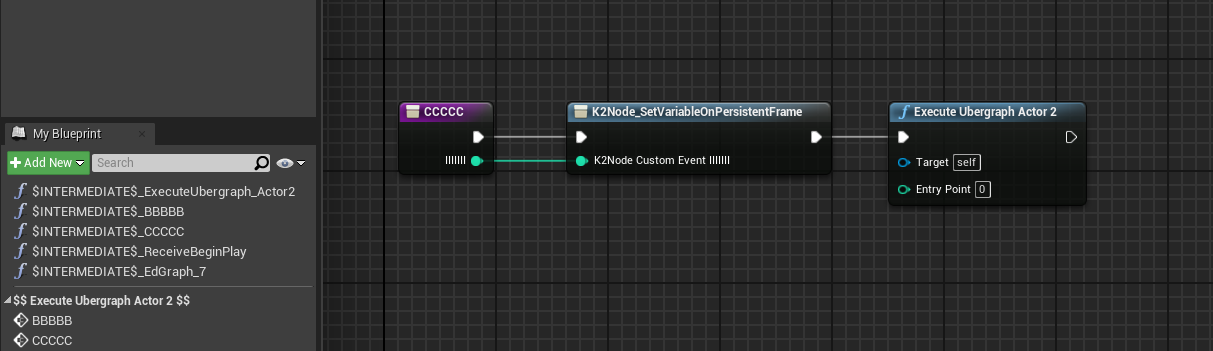 My Blueprint
Add New
Search
$INTERMEDIATE$_ExecuteUbergraph_Actor2
$INTERMEDIATE$_BBBBB
$INTERMEDIATE$_CCCCC
$INTERMEDIATE$_ReceiveBeginPlay
$INTERMEDIATE$_EdGraph_7
$$ Execute Ubergraph Actor 2 $$
BBBBB
CCCCC
CCCCC
IIIIIII
K2Node_SetVariableOnPersistentFrame
K2Node Custom Event IIIIIII
Execute Ubergraph Actor 2
Target self
Entry Point 0